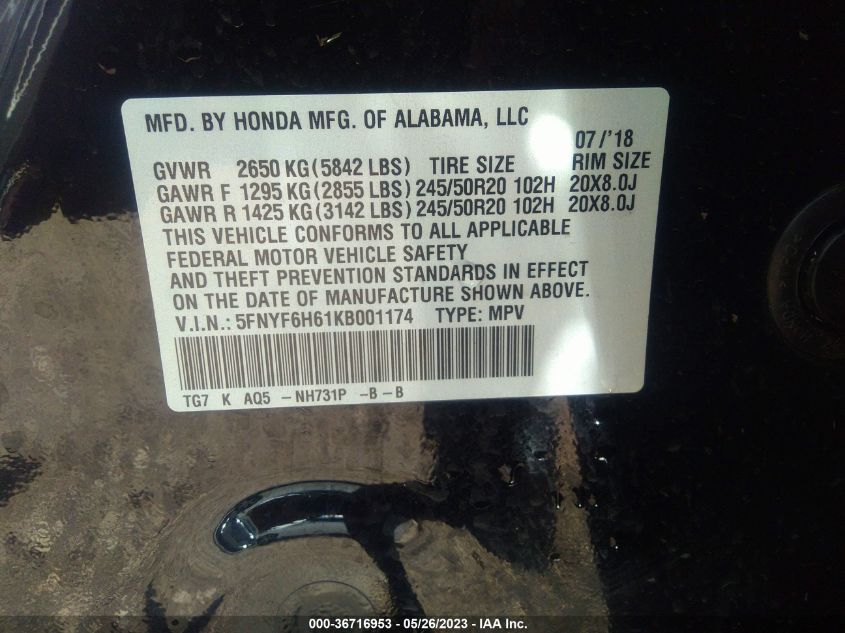 MFD. BY HONDA MFG. OF ALABAMA, LLC
07/'18
GVWR 2650 KG(5842 LBS) TIRE SIZE RIM SIZE
GAWR F 1295 KG(2855 LBS) 245/50R20 102H 20X8.0J
GAWR R 1425 KG(3142 LBS) 245/50R20 102H 20X8.0J
THIS VEHICLE CONFORMS TO ALL APPLICABLE
FEDERAL MOTOR VEHICLE SAFETY
AND THEFT PREVENTION STANDARDS IN EFFECT
ON THE DATE OF MANUFACTURE SHOWN ABOVE.
V.I.N.: 5FNYF6H61KB001174 TYPE: MPV
TG7 K AQ5 -NH731P -B-B
000-36716953 - 05/26/2023 - IAA Inc.